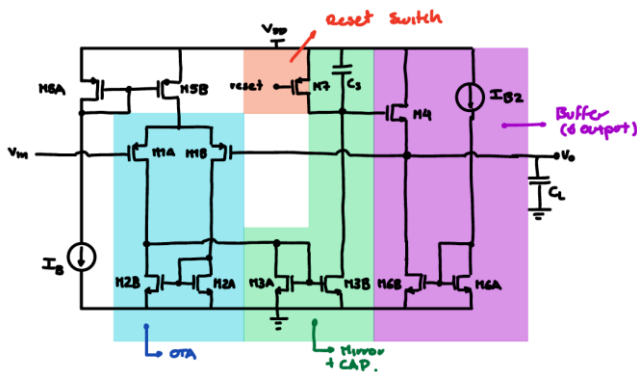 Reset Switch
VDD
M6A
M5B
reset
M7
Cs
M4
IB2
Buffer
(& output)
Vin
M1A
M1B
Vo
CL
IB
M2B
M2A
M3A
M3B
M6B
M6A
OTA
Mirror
+ CAP.